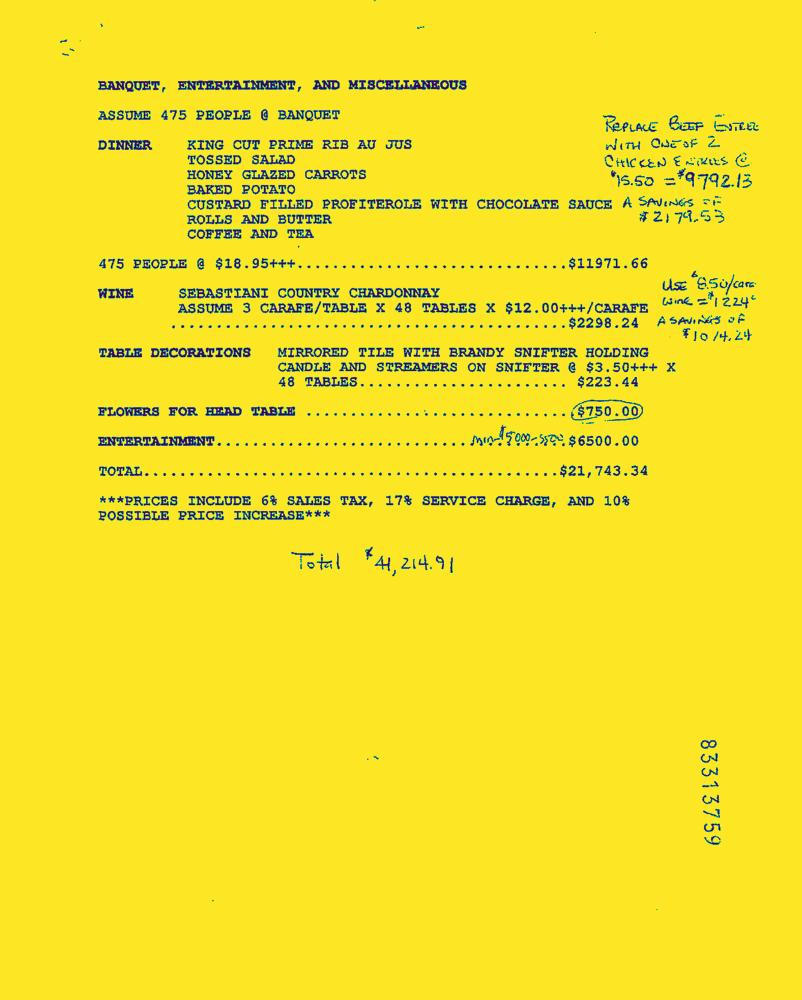 BANQUET, ENTERTAINMENT, AND MISCELLANEOUS
ASSUME 475 PEOPLE @ BANQUET
REPLACE BEEF ENTREE
WITH ONE OF 2
CHICKEN ENTREES @
$15.50 = $9792.13
A SAVINGS OF
$2179.53
DINNER KING CUT PRIME RIB AU JUS
TOSSED SALAD
HONEY GLAZED CARROTS
BAKED POTATO
CUSTARD FILLED PROFITEROLE WITH CHOCOLATE SAUCE
ROLLS AND BUTTER
COFFEE AND TEA
475 PEOPLE @ $18.95+++..............................$11971.66
WINE SEBASTIANI COUNTRY CHARDONNAY
ASSUME 3 CARAFE/TABLE X 48 TABLES X $12.00+++/CARAFE
............................................$2298.24
USE $8.50/carafe
wine = $1224
A SAVINGS OF
$1014.24
TABLE DECORATIONS MIRRORED TILE WITH BRANDY SNIFTER HOLDING
CANDLE AND STREAMERS ON SNIFTER @ $3.50+++ X
48 TABLES....................... $223.44
FLOWERS FOR HEAD TABLE ..............................$750.00
ENTERTAINMENT............................ $5000-5500 $6500.00
TOTAL..............................................$21,743.34
***PRICES INCLUDE 6% SALES TAX, 17% SERVICE CHARGE, AND 10%
POSSIBLE PRICE INCREASE***
Total $41,214.91
83313759